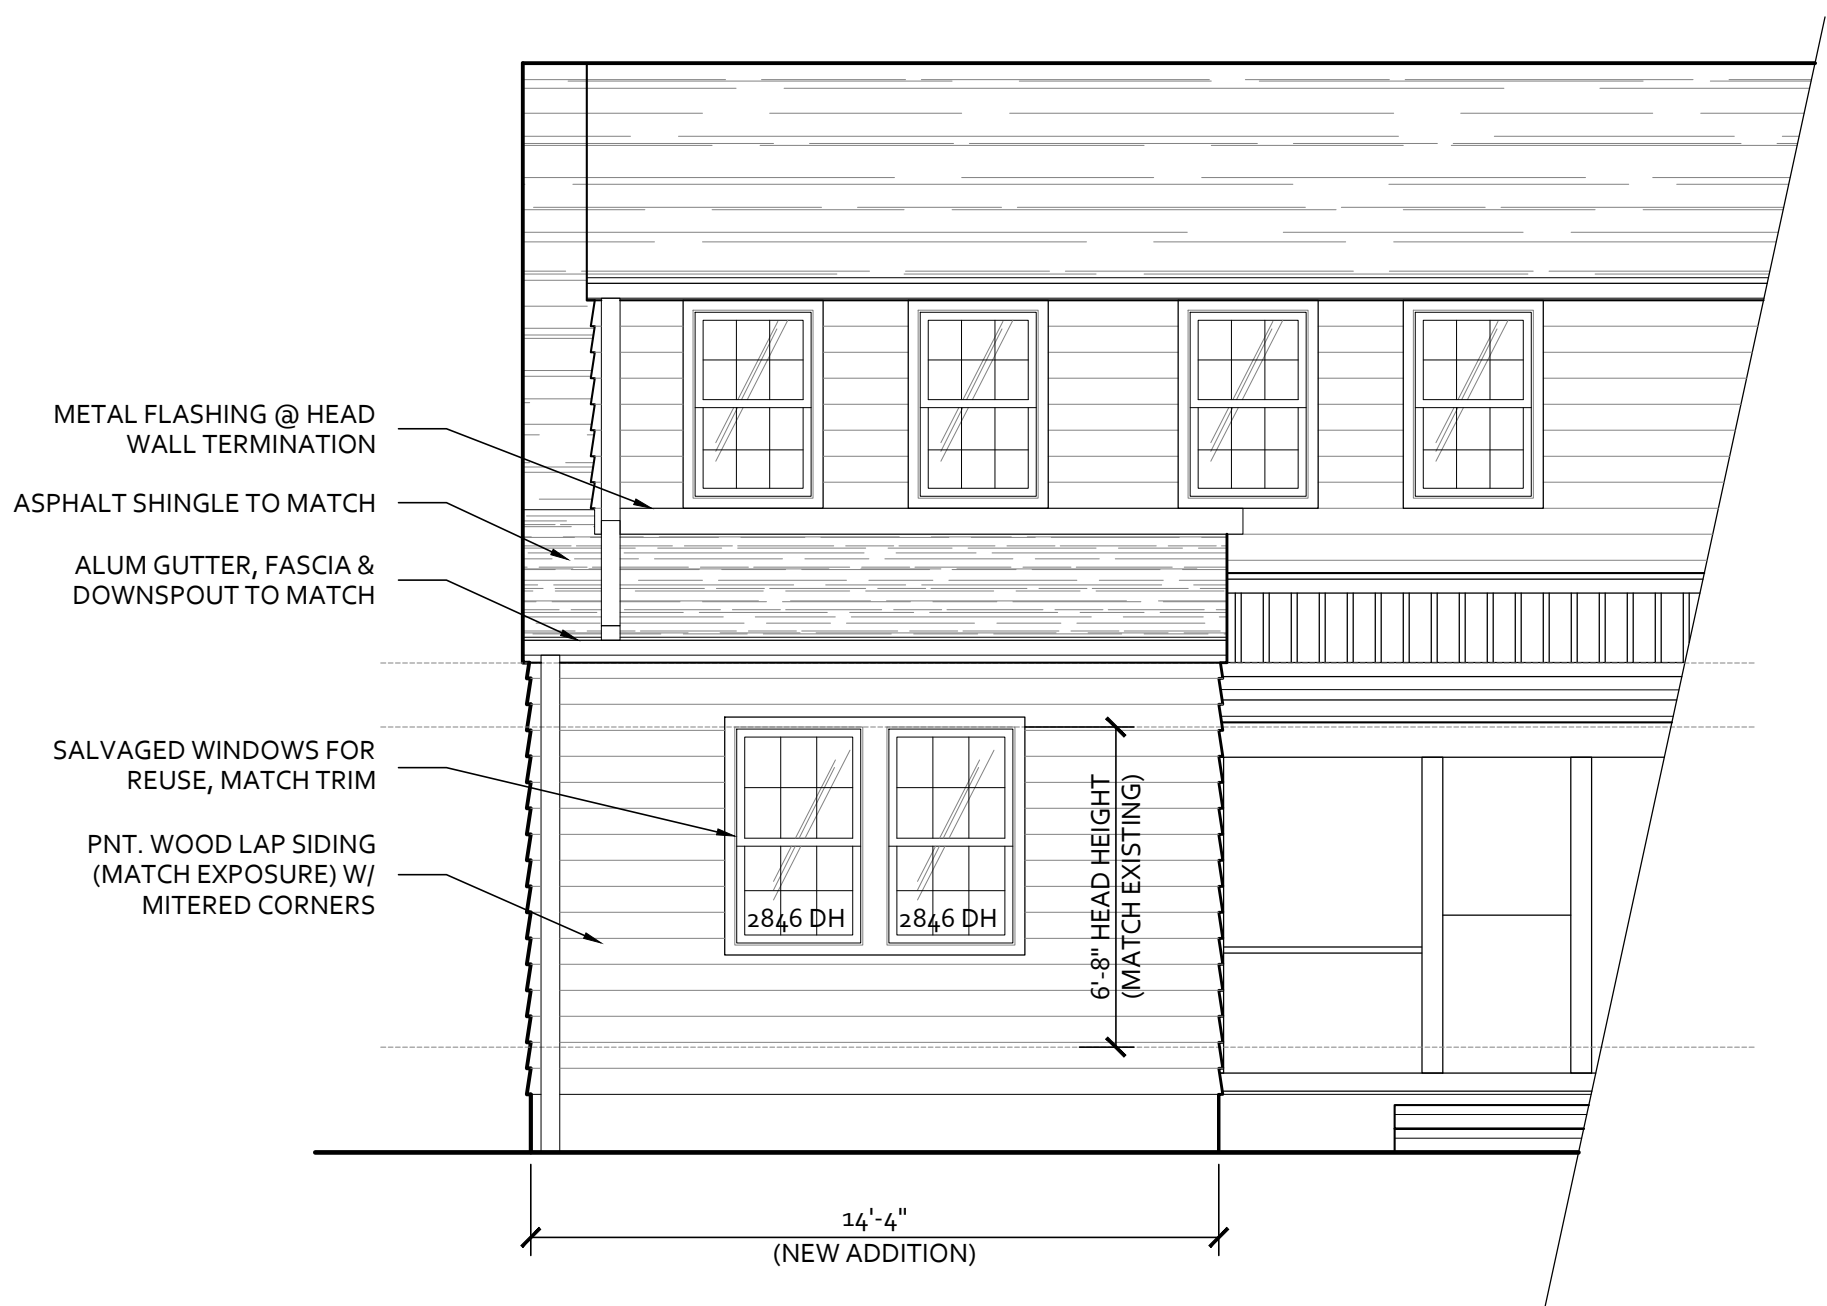 METAL FLASHING @ HEAD
WALL TERMINATION
ASPHALT SHINGLE TO MATCH
ALUM GUTTER, FASCIA &
DOWNSPOUT TO MATCH
SALVAGED WINDOWS FOR
REUSE, MATCH TRIM
PNT. WOOD LAP SIDING
(MATCH EXPOSURE) W/
MITERED CORNERS
2846 DH
2846 DH
6'-8" HEAD HEIGHT
(MATCH EXISTING)
14'-4"
(NEW ADDITION)